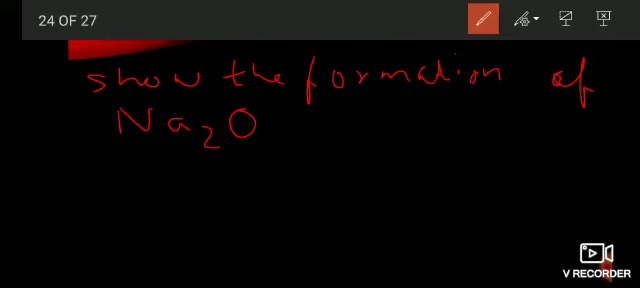 24 OF 27
show the formation of
Na₂O
V RECORDER